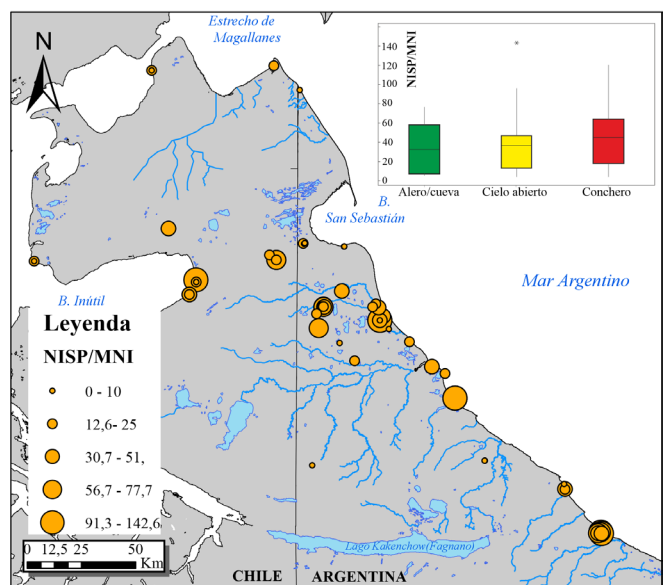 Estrecho de
Magallanes
N
NISP/MNI
140
120
100
80
60
40
20
0
Alero/cueva Cielo abierto Conchero
B.
San Sebastián
Mar Argentino
B. Inútil
Leyenda
NISP/MNI
0 - 10
12,6- 25
30,7 - 51,
56,7 - 77,7
91,3 - 142,6
0 12,5 25 50
Km
Lago Kakenchow(Fagnano)
CHILE ARGENTINA